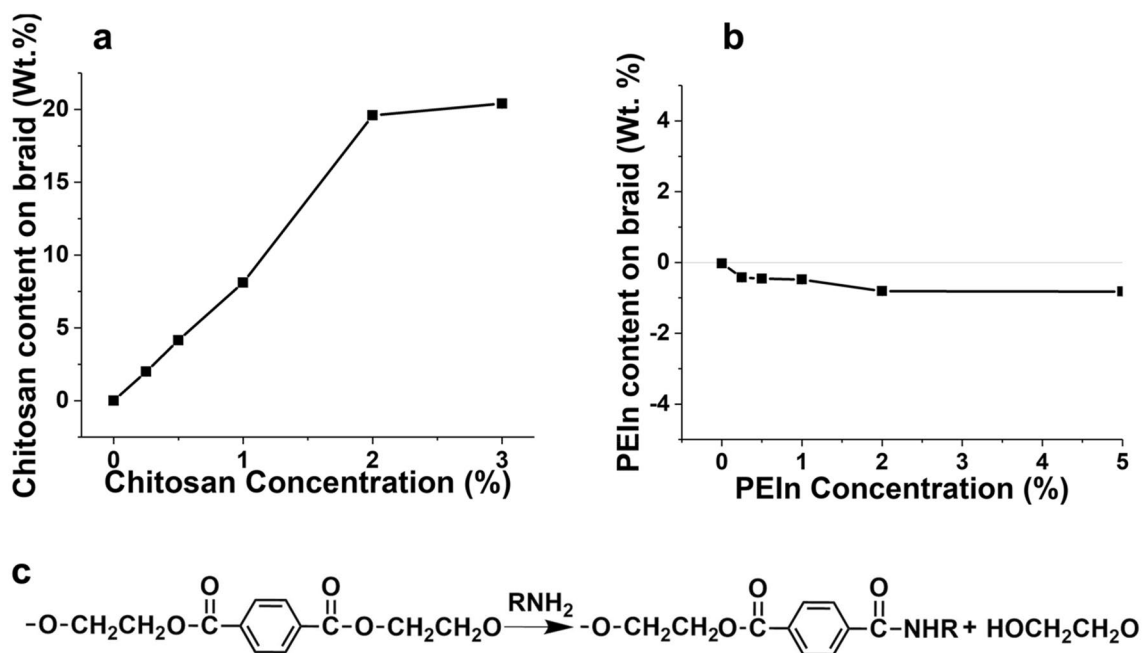 a
Chitosan content on braid (Wt.%)
20
15
10
5
0
0 1 2 3
Chitosan Concentration (%)
b
PEIn content on braid (Wt. %)
4
2
0
-2
-4
0 1 2 3 4 5
PEIn Concentration (%)
c
-O-CH₂CH₂O-C(=O)-C(=O)-OCH₂CH₂O RNH₂ -O-CH₂CH₂O-C(=O)-C(=O)-NHR + HOCH₂CH₂O